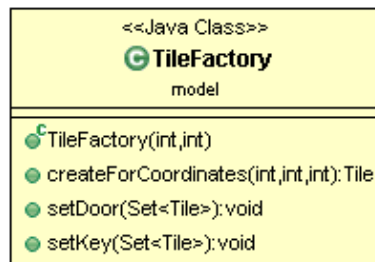 <<Java Class>>
C TileFactory
model
C TileFactory(int,int)
createForCoordinates(int,int,int):Tile
setDoor(Set<Tile>):void
setKey(Set<Tile>):void